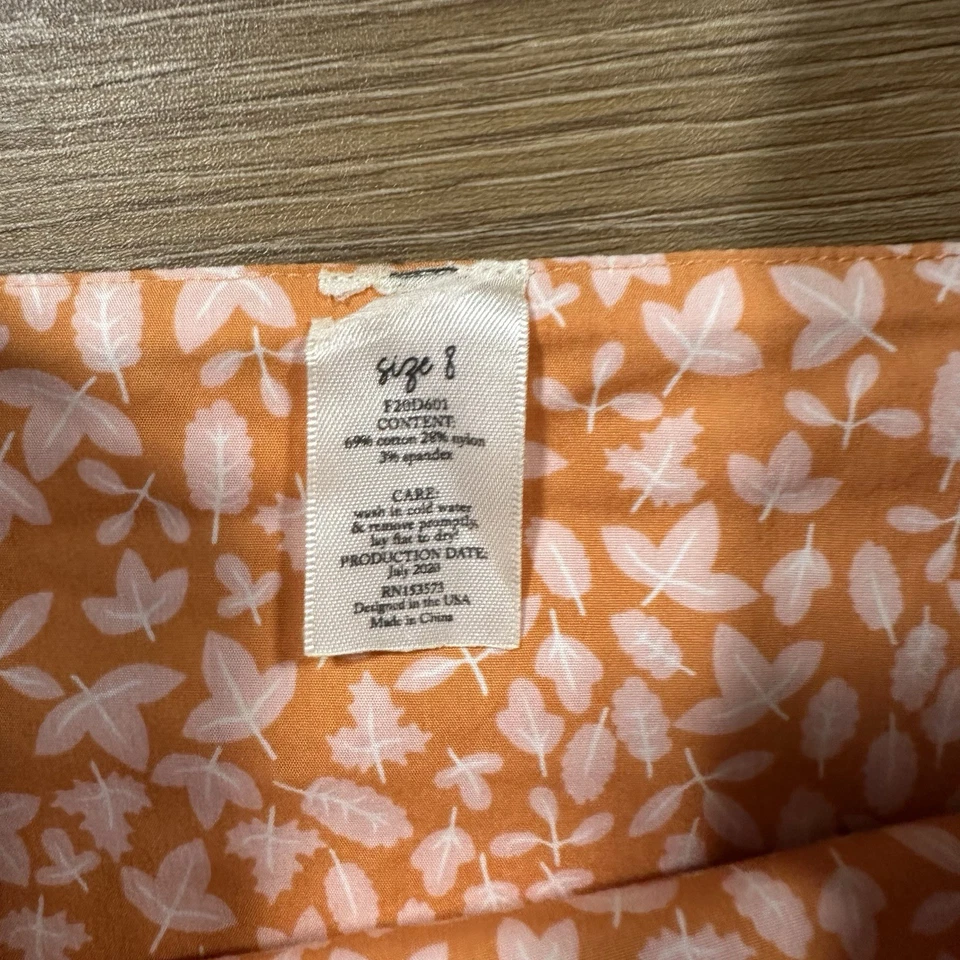 size 8
F20D601
CONTENT:
69% cotton 28% nylon
3% spandex
CARE:
wash in cold water
& remove promptly,
lay flat to dry!
PRODUCTION DATE:
July 2020
RN153573
Designed in the USA
Made in China